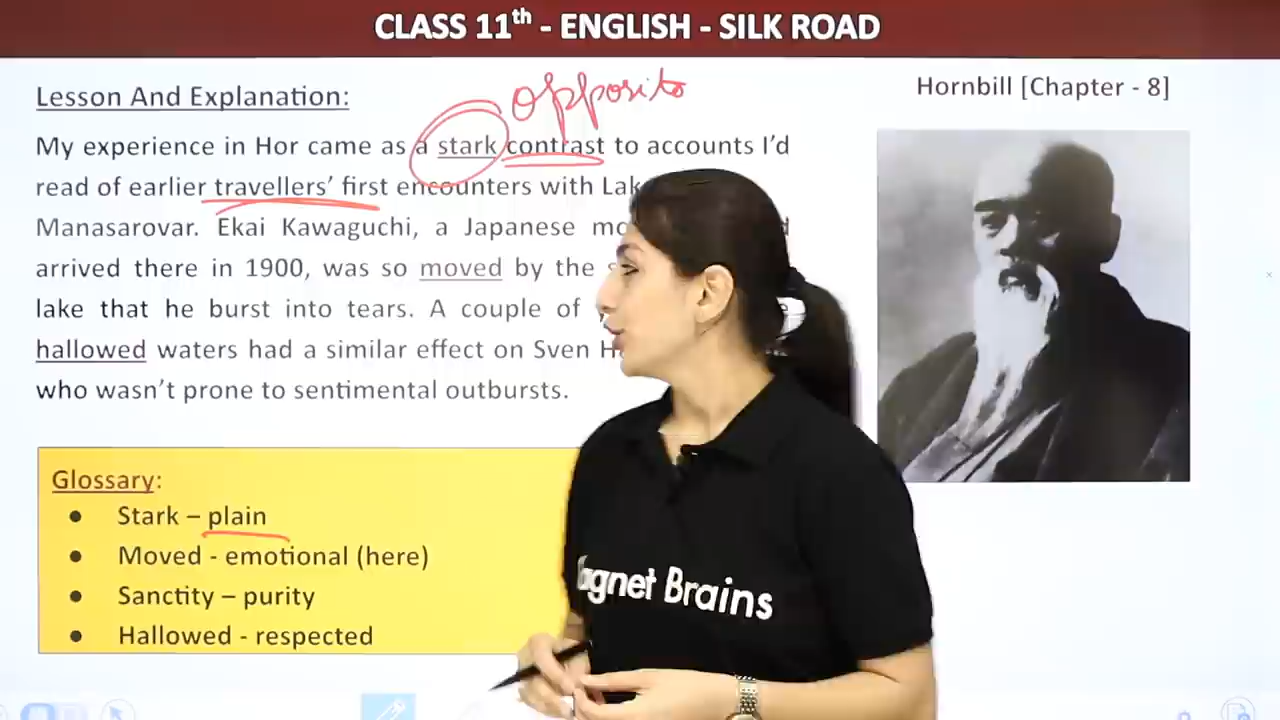 CLASS 11th - ENGLISH - SILK ROAD
Lesson And Explanation:
opposite
Hornbill [Chapter - 8]
My experience in Hor came as a stark contrast to accounts I'd
read of earlier travellers' first encounters with
Manasarovar. Ekai Kawaguchi, a Japanese
arrived there in 1900, was so moved by the
lake that he burst into tears. A couple of
hallowed waters had a similar effect on Sven
who wasn't prone to sentimental outbursts.
Glossary:
Stark – plain
Moved - emotional (here)
Sanctity – purity
Hallowed - respected
agnet Brains